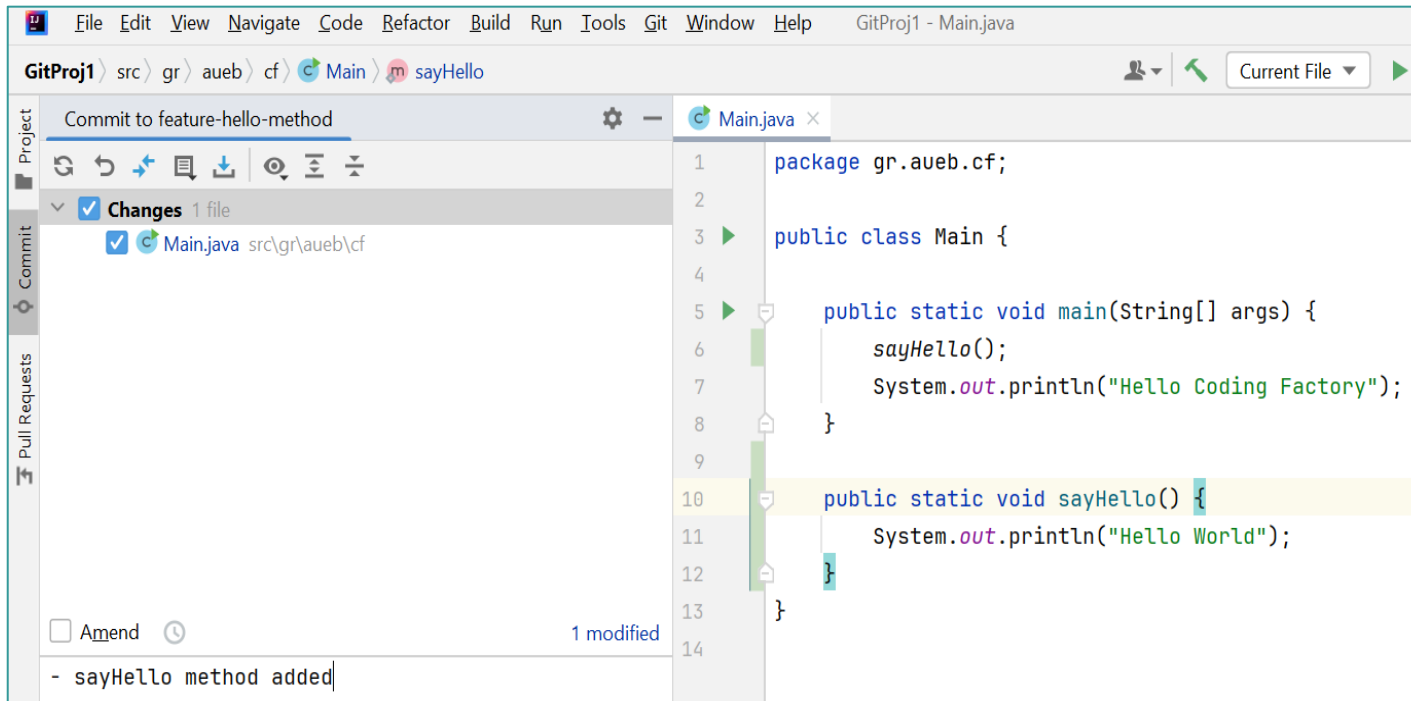 File Edit View Navigate Code Refactor Build Run Tools Git Window Help GitProj1 - Main.java
GitProj1 src gr aueb cf Main sayHello
Current File
Project
Commit
Pull Requests
Commit to feature-hello-method
Changes 1 file
Main.java src\gr\aueb\cf
Amend
1 modified
- sayHello method added
Main.java
1 package gr.aueb.cf;
2
3 public class Main {
4
5 public static void main(String[] args) {
6 sayHello();
7 System.out.println("Hello Coding Factory");
8 }
9
10 public static void sayHello() {
11 System.out.println("Hello World");
12 }
13 }
14